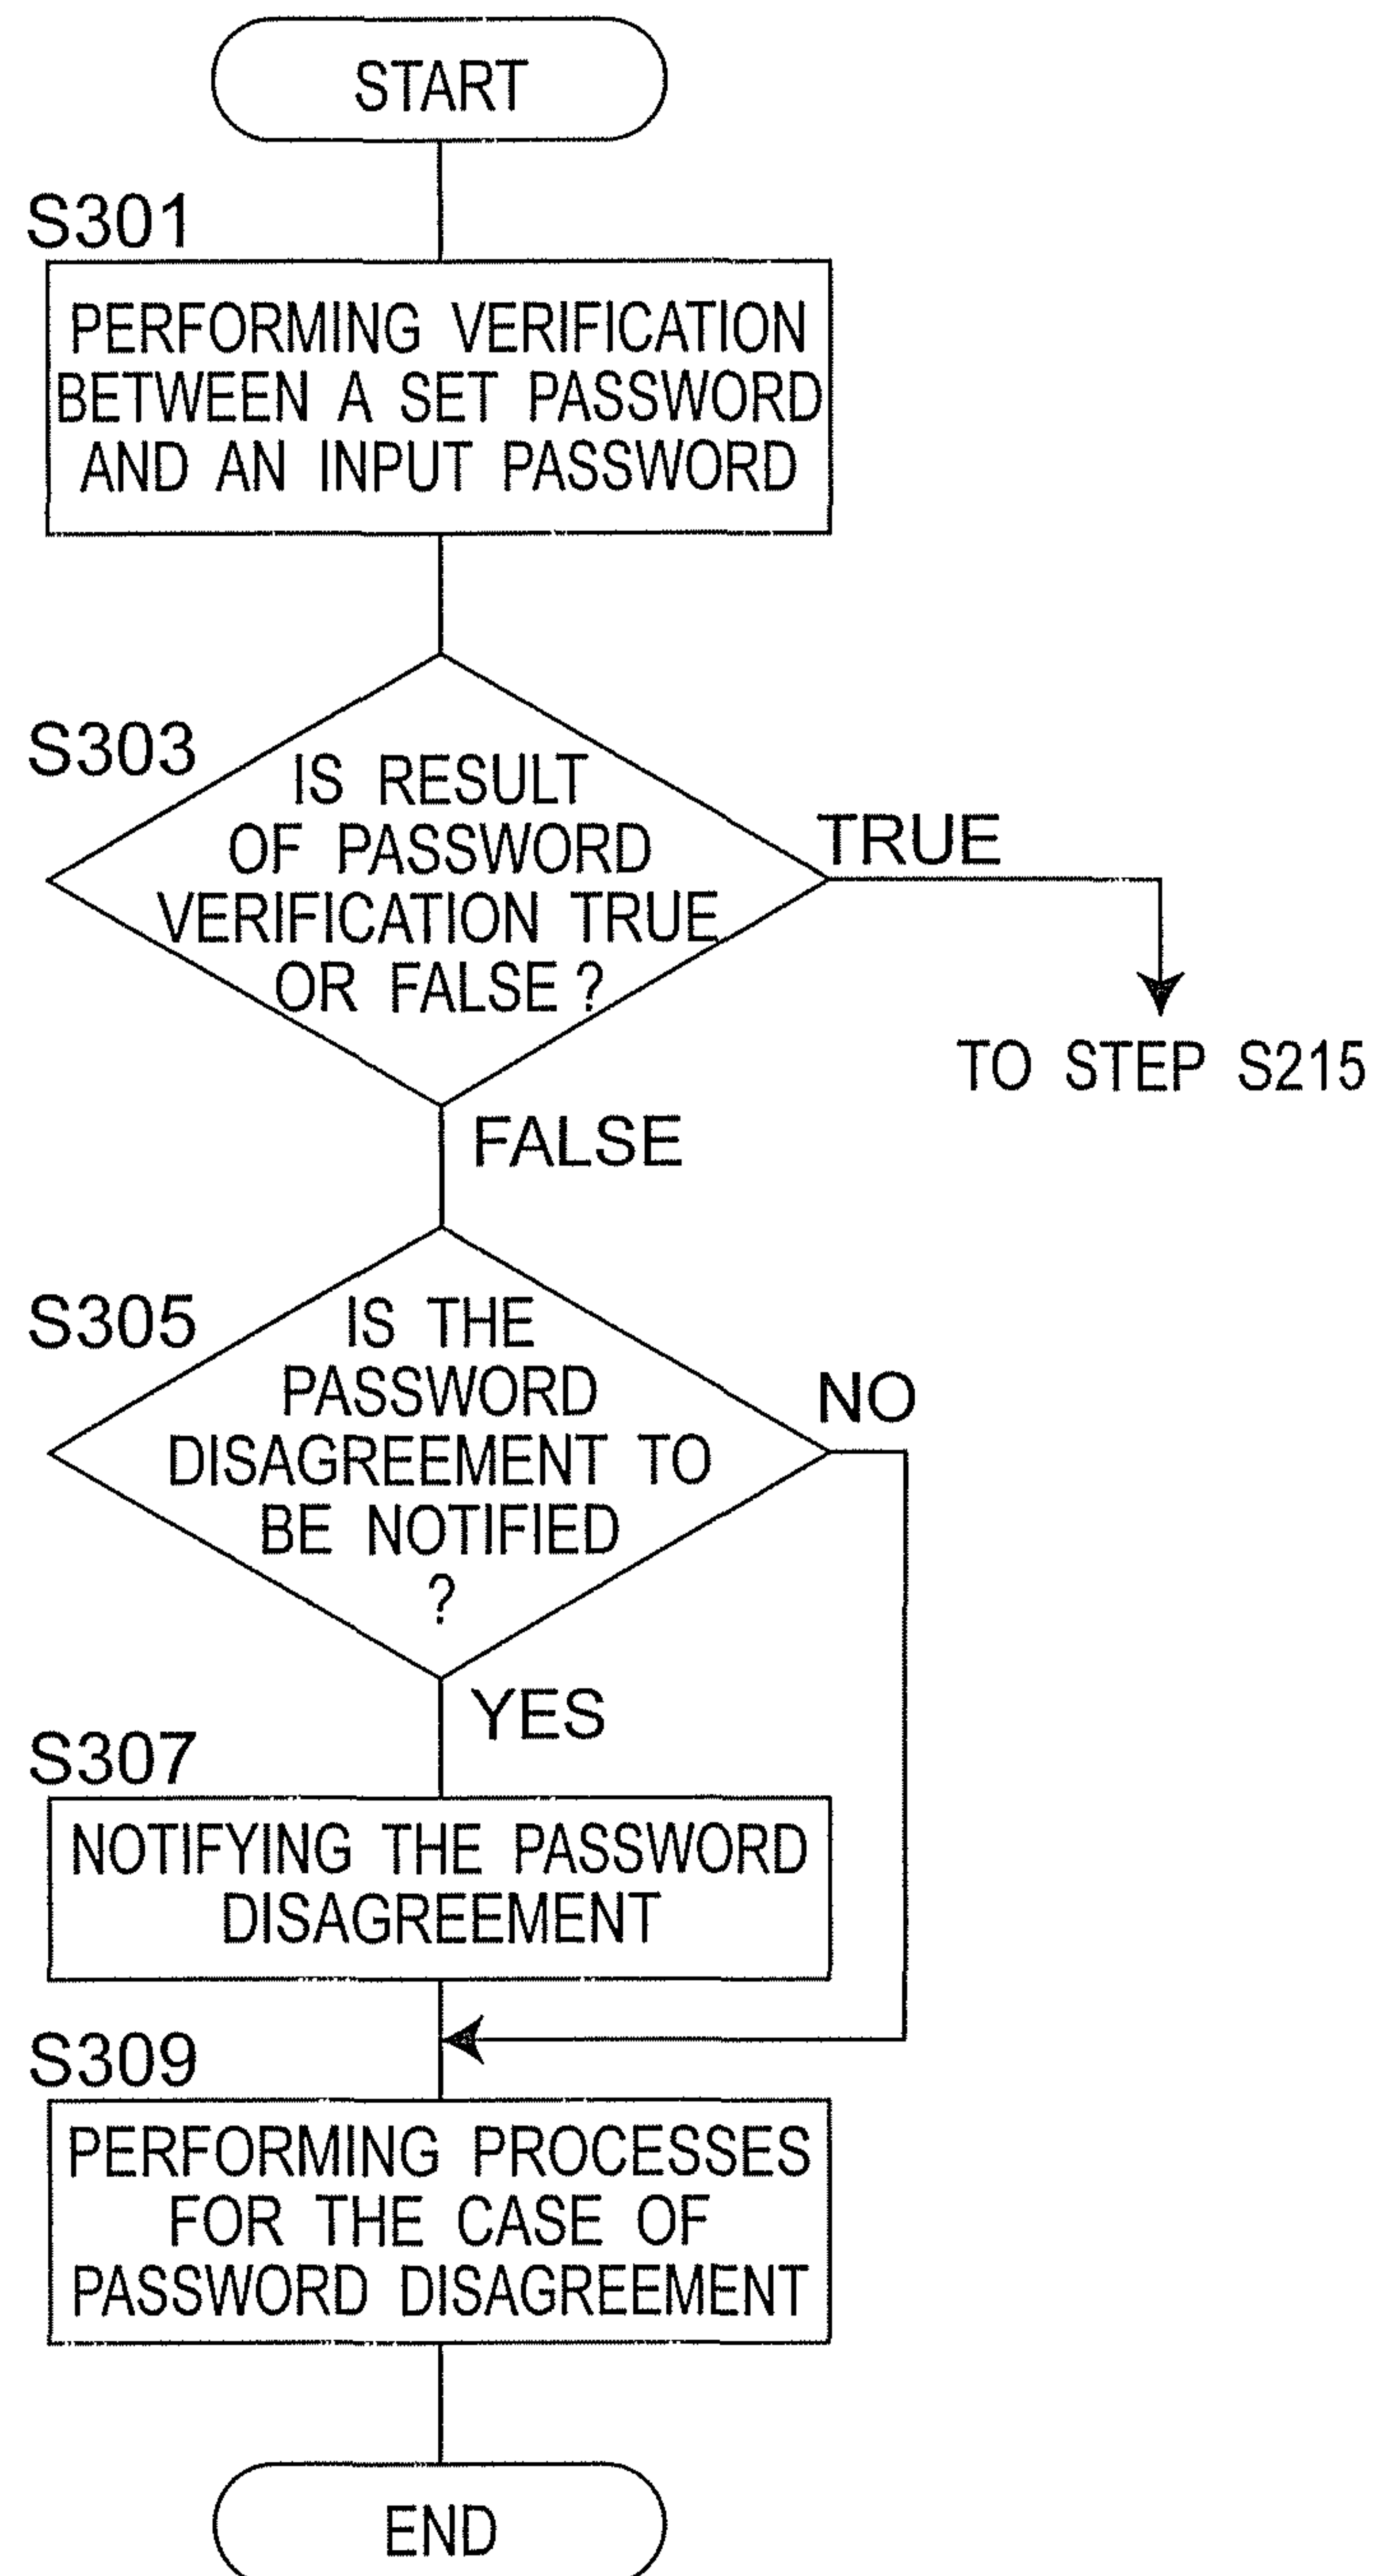 START
S301
PERFORMING VERIFICATION
BETWEEN A SET PASSWORD
AND AN INPUT PASSWORD
S303
IS RESULT
OF PASSWORD
VERIFICATION TRUE
OR FALSE ?
TRUE
TO STEP S215
FALSE
S305
IS THE
PASSWORD
DISAGREEMENT TO
BE NOTIFIED
?
NO
YES
S307
NOTIFYING THE PASSWORD
DISAGREEMENT
S309
PERFORMING PROCESSES
FOR THE CASE OF
PASSWORD DISAGREEMENT
END